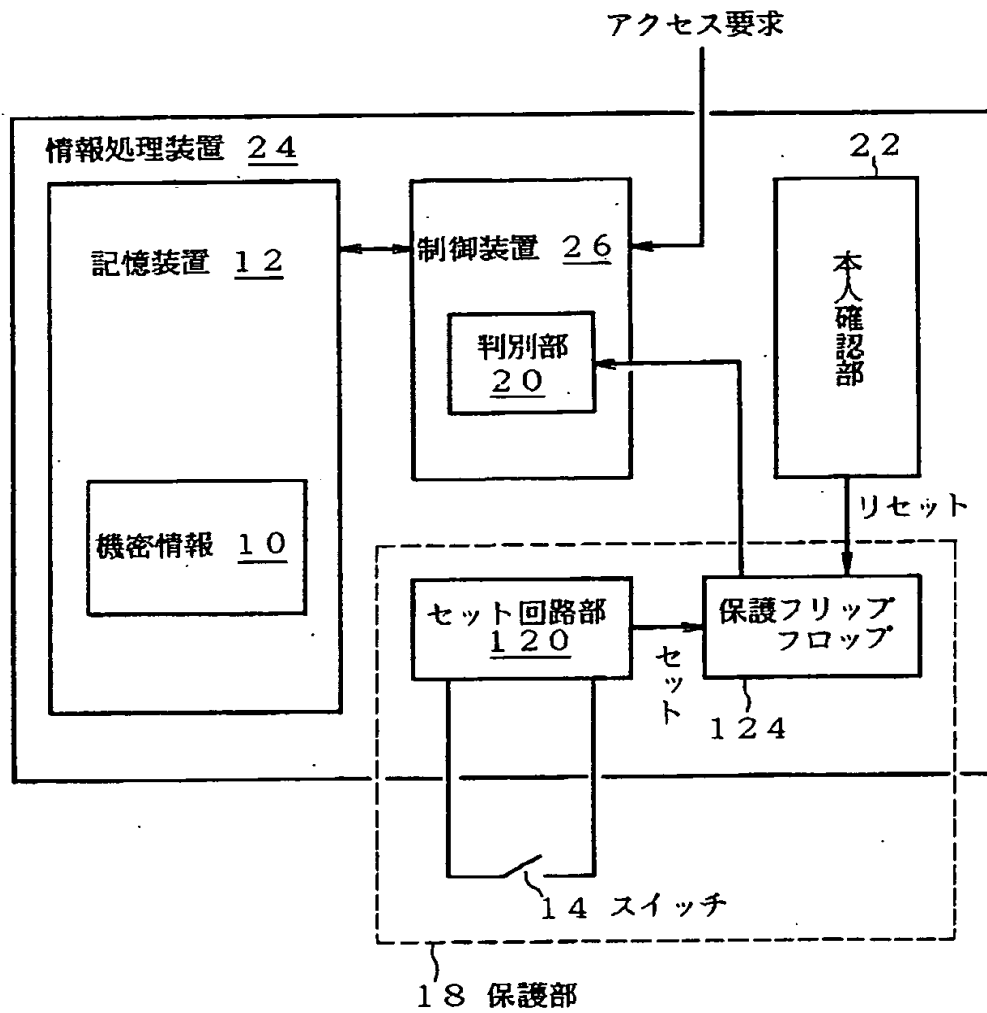 アクセス要求
情報処理装置 24
22
記憶装置 12
制御装置 26
本人確認部
判別部
20
リセット
機密情報 10
セット回路部
120
セット
保護フリップ
フロップ
124
14 スイッチ
18 保護部